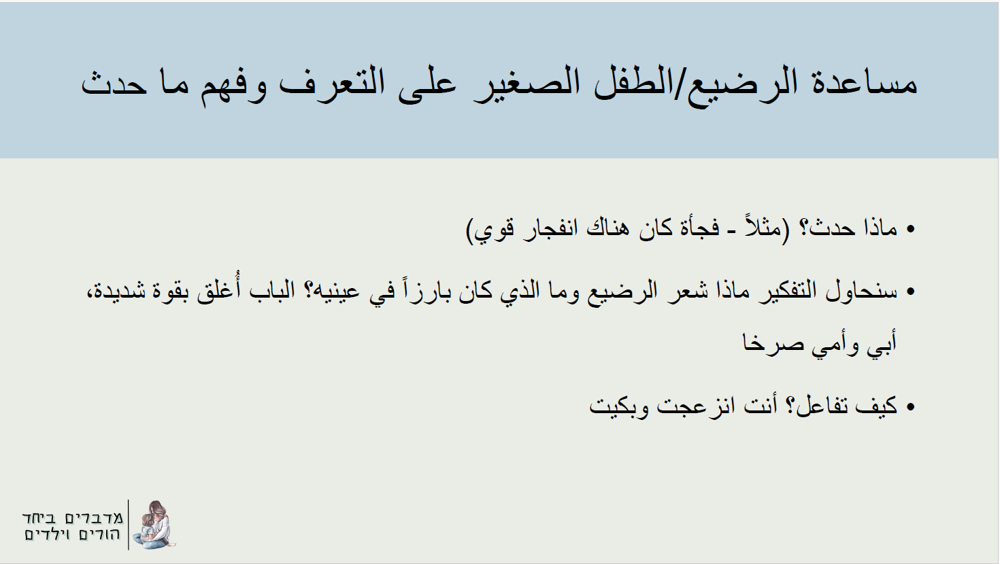 مساعدة الرضيع/الطفل الصغير على التعرف وفهم ما حدث
• ماذا حدث؟ (مثلاً - فجأة كان هناك انفجار قوي)
• سنحاول التفكير ماذا شعر الرضيع وما الذي كان بارزاً في عينيه؟ الباب أُغلق بقوة شديدة،
أبي وأمي صرخا
• كيف تفاعل؟ أنت انزعجت وبكيت
מדברים ביחד
הורים וילדים